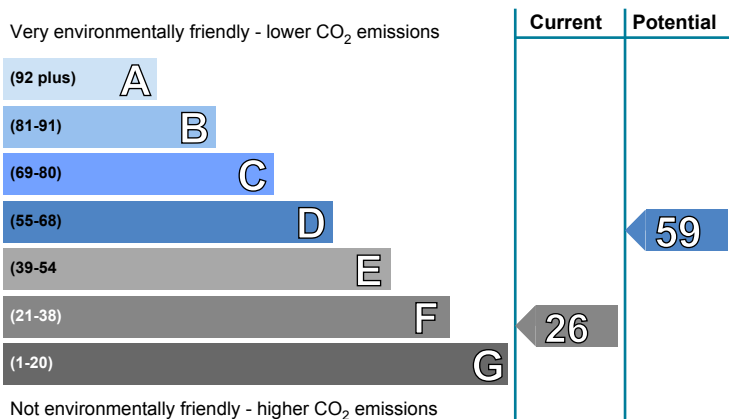 Very environmentally friendly - lower CO2 emissions
Current
Potential
(92 plus) A
(81-91) B
(69-80) C
(55-68) D
59
(39-54 E
(21-38) F
26
(1-20) G
Not environmentally friendly - higher CO2 emissions